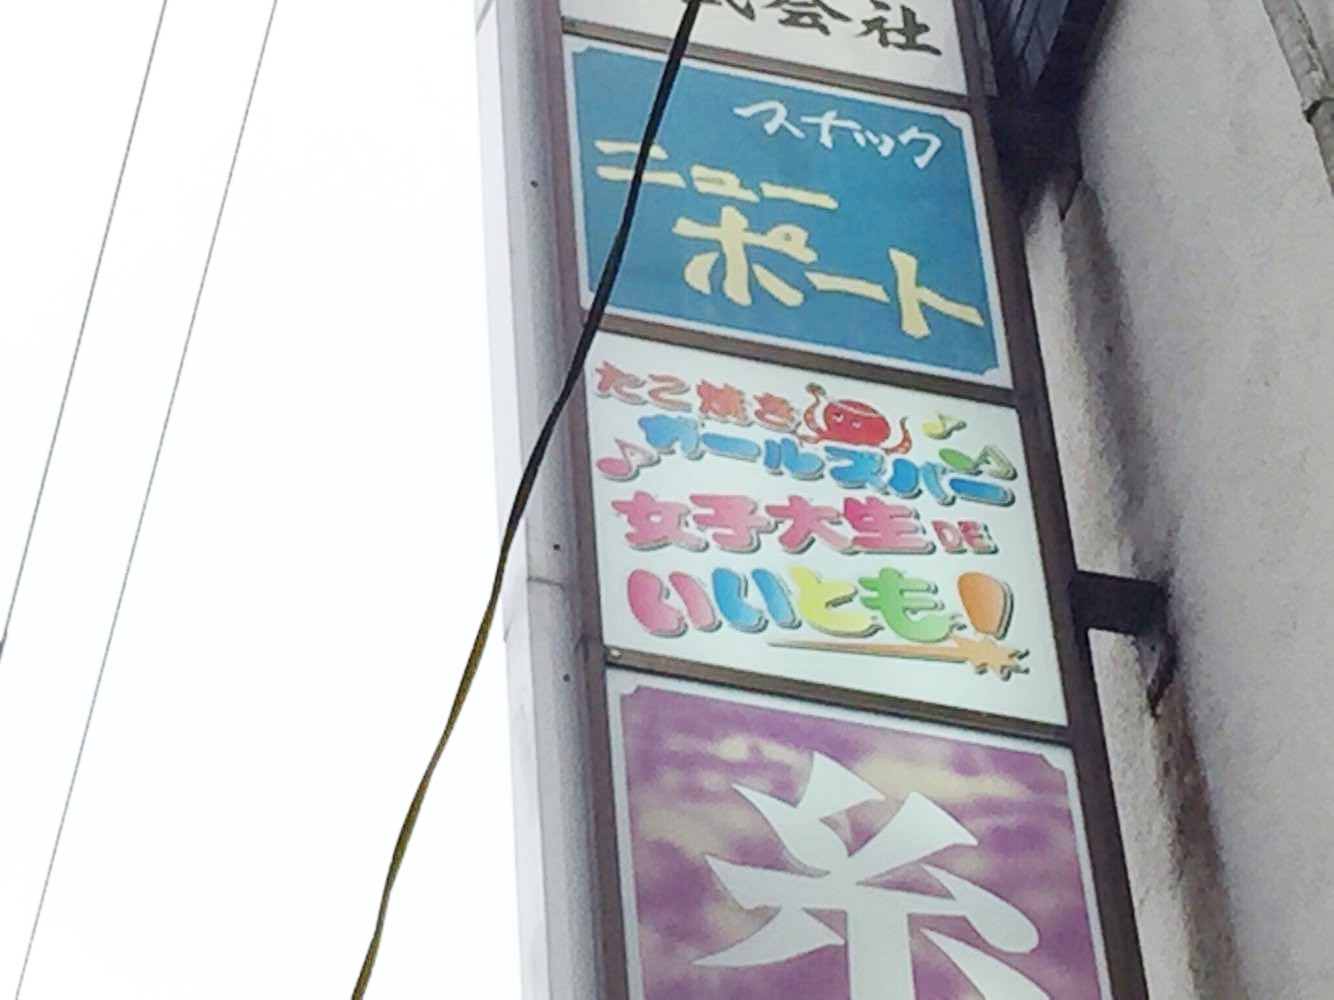 式会社
スナック
ニュー
ポート
たこ焼き
ガールズバー
女子大生DE
いいとも!